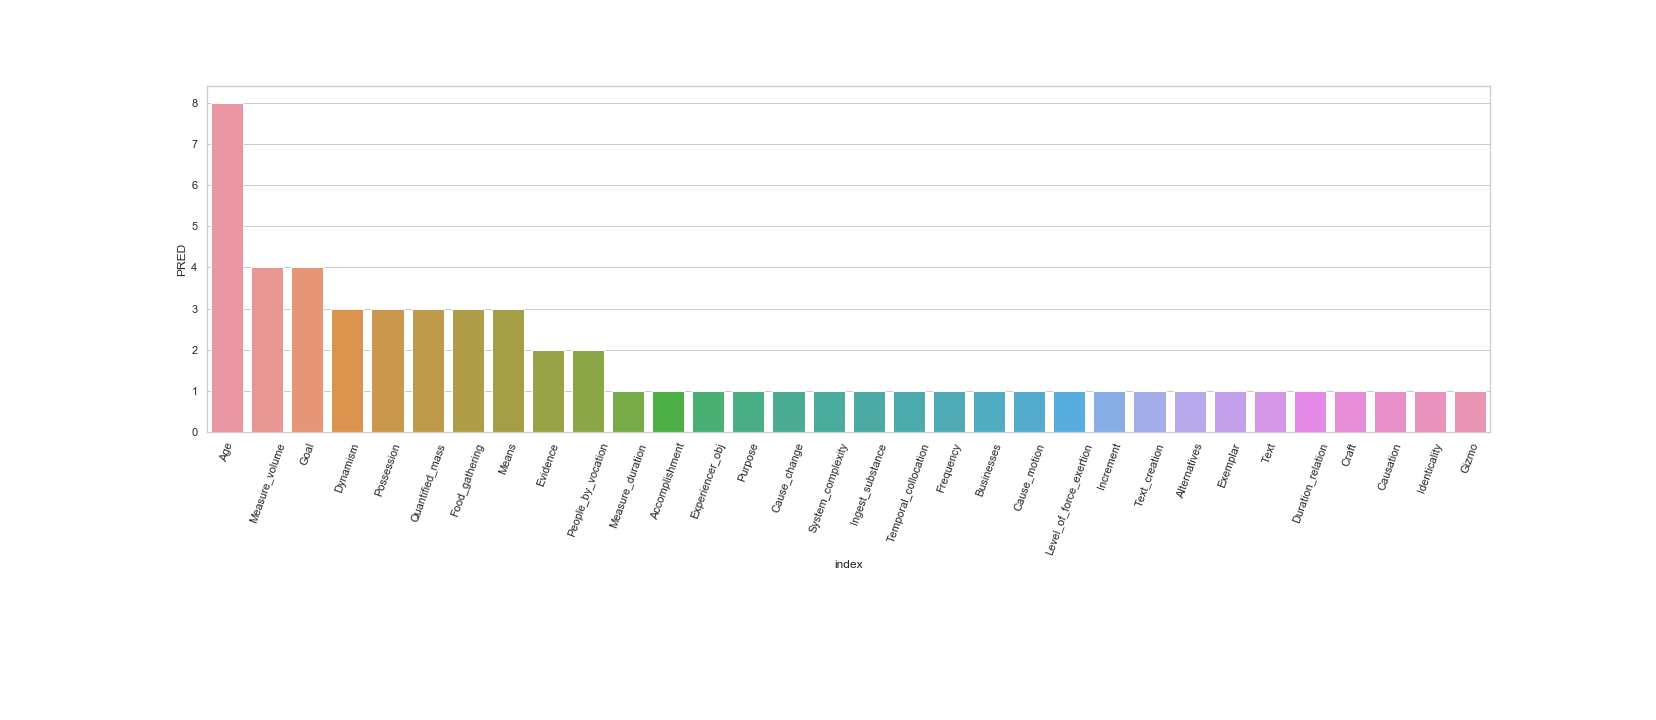 8
7
6
5
4
3
2
1
0
PRED
Age
Measure_volume
Goal
Dynamism
Possession
Quantified_mass
Food_gathering
Means
Evidence
People_by_vocation
Measure_duration
Accomplishment
Experiencer_obj
Purpose
Cause_change
System_complexity
Ingest_substance
Temporal_collocation
Frequency
Businesses
Cause_motion
Level_of_force_exertion
Increment
Text_creation
Alternatives
Exemplar
Text
Duration_relation
Craft
Causation
Identicality
Gizmo
index